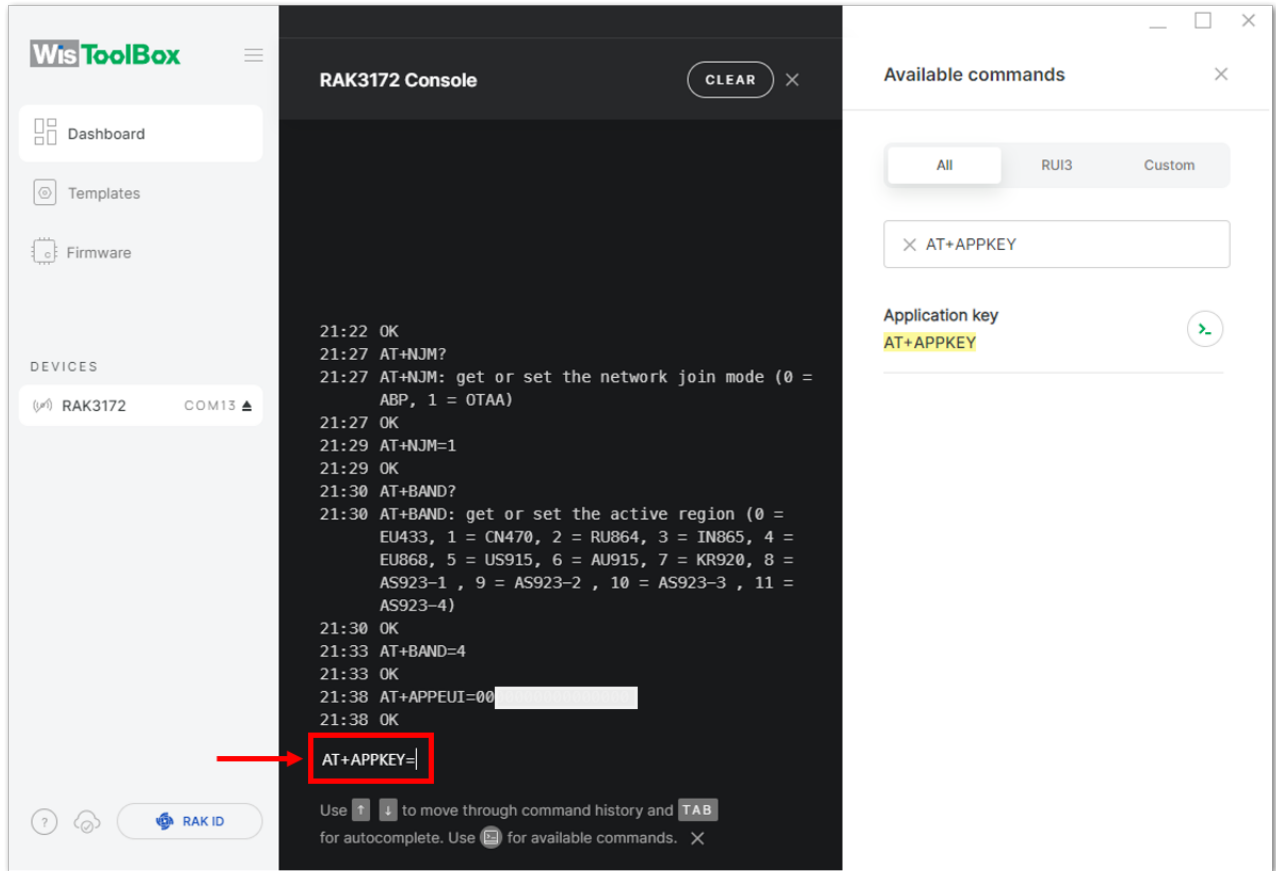 WisToolBox
Dashboard
Templates
Firmware
DEVICES
RAK3172 COM13
RAK ID
RAK3172 Console
CLEAR
21:22 OK
21:27 AT+NJM?
21:27 AT+NJM: get or set the network join mode (0 =
ABP, 1 = OTAA)
21:27 OK
21:29 AT+NJM=1
21:29 OK
21:30 AT+BAND?
21:30 AT+BAND: get or set the active region (0 =
EU433, 1 = CN470, 2 = RU864, 3 = IN865, 4 =
EU868, 5 = US915, 6 = AU915, 7 = KR920, 8 =
AS923-1 , 9 = AS923-2 , 10 = AS923-3 , 11 =
AS923-4)
21:30 OK
21:33 AT+BAND=4
21:33 OK
21:38 AT+APPEUI=00
21:38 OK
AT+APPKEY=
Use ↑ ↓ to move through command history and TAB
for autocomplete. Use for available commands.
Available commands
All RUI3 Custom
AT+APPKEY
Application key
AT+APPKEY